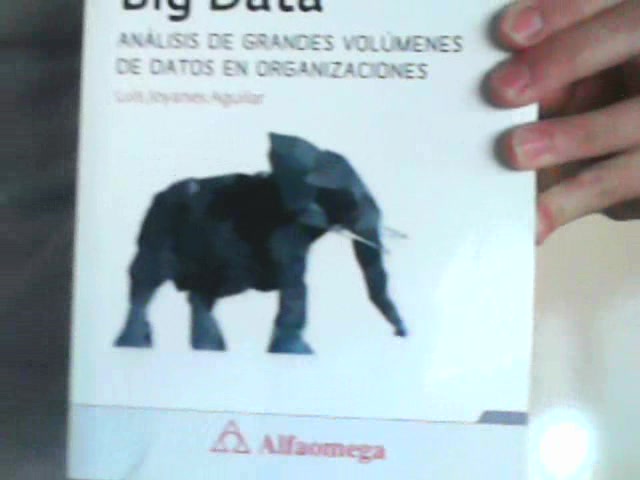 Big Data
ANÁLISIS DE GRANDES VOLÚMENES
DE DATOS EN ORGANIZACIONES
Luis Joyanes Aguilar
Alfaomega